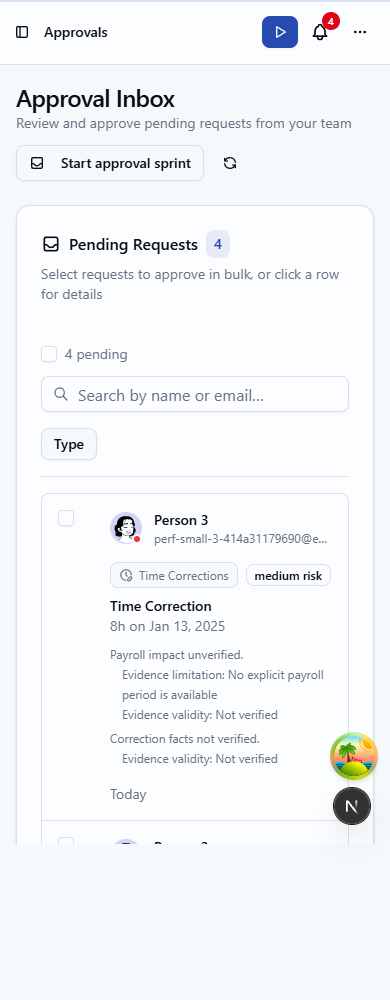 Approvals
4
Approval Inbox
Review and approve pending requests from your team
Start approval sprint
Pending Requests 4
Select requests to approve in bulk, or click a row
for details
4 pending
Search by name or email...
Type
Person 3
perf-small-3-414a31179690@e...
Time Corrections medium risk
Time Correction
8h on Jan 13, 2025
Payroll impact unverified.
Evidence limitation: No explicit payroll
period is available
Evidence validity: Not verified
Correction facts not verified.
Evidence validity: Not verified
Today
N